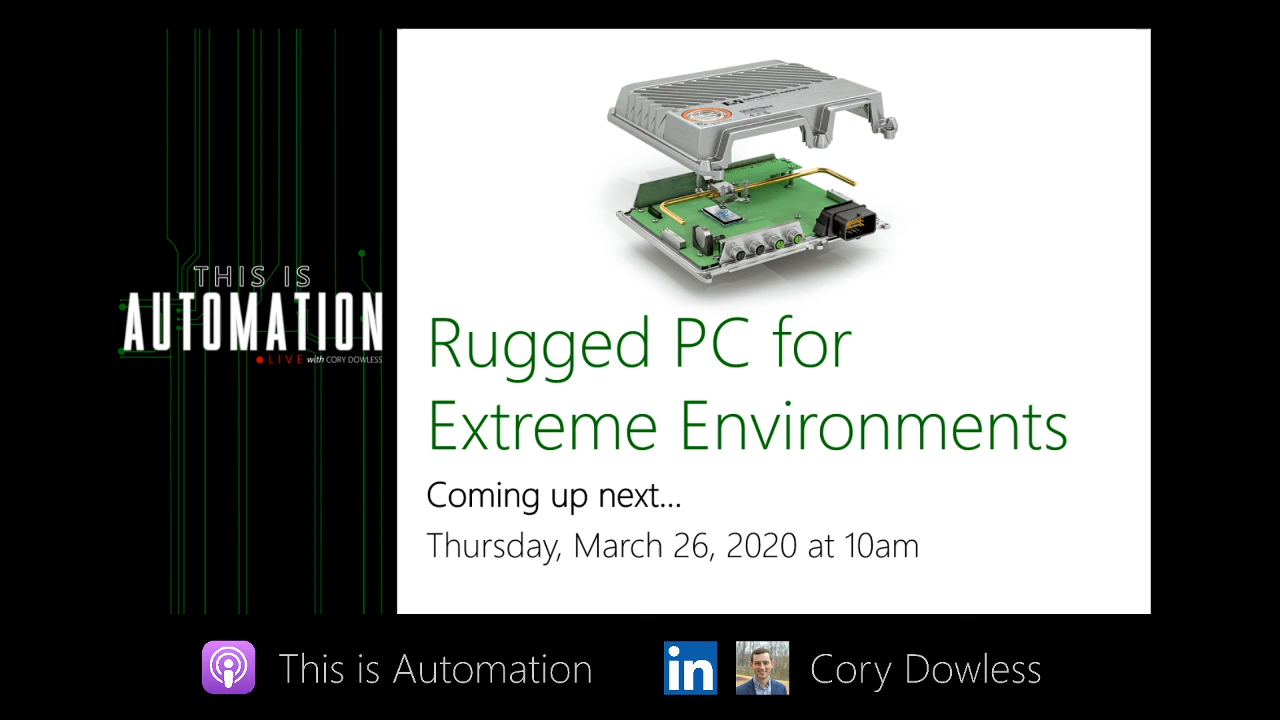 THIS IS
AUTOMATION
LIVE with CORY DOWLESS
Rugged PC for
Extreme Environments
Coming up next...
Thursday, March 26, 2020 at 10am
in
This is Automation
Cory Dowless